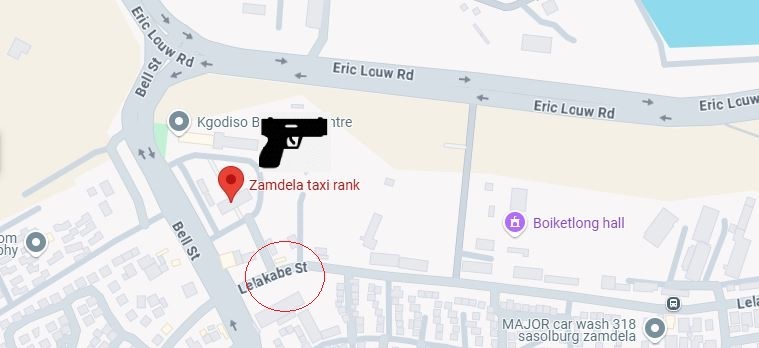 Eric Louw Rd
Bell St
Eric Louw Rd
Eric Louw Rd
Eric Louw
Kgodiso B
ntre
Zamdela taxi rank
Bell St
Boiketlong hall
om
phy
Lelakabe St
Lela
MAJOR car wash 318
sasolburg zamdela